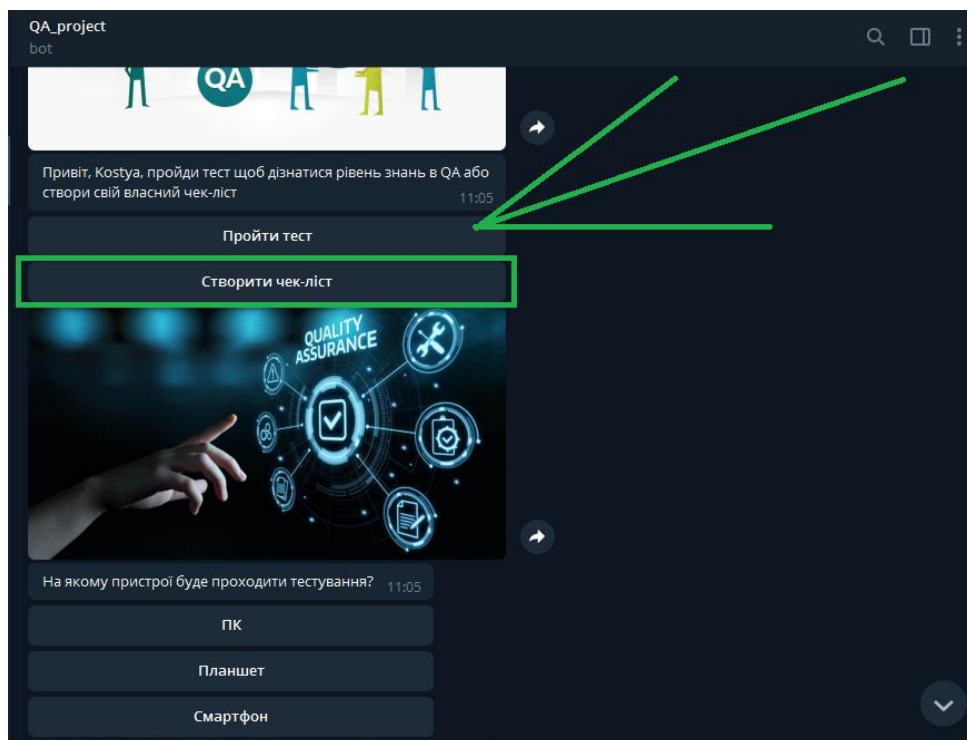 QA_project
bot
QA
Привіт, Kostya, пройди тест щоб дізнатися рівень знань в QA або
створи свій власний чек-ліст
11:05
Пройти тест
Створити чек-ліст
QUALITY
ASSURANCE
На якому пристрої буде проходити тестування? 11:05
ПК
Планшет
Смартфон